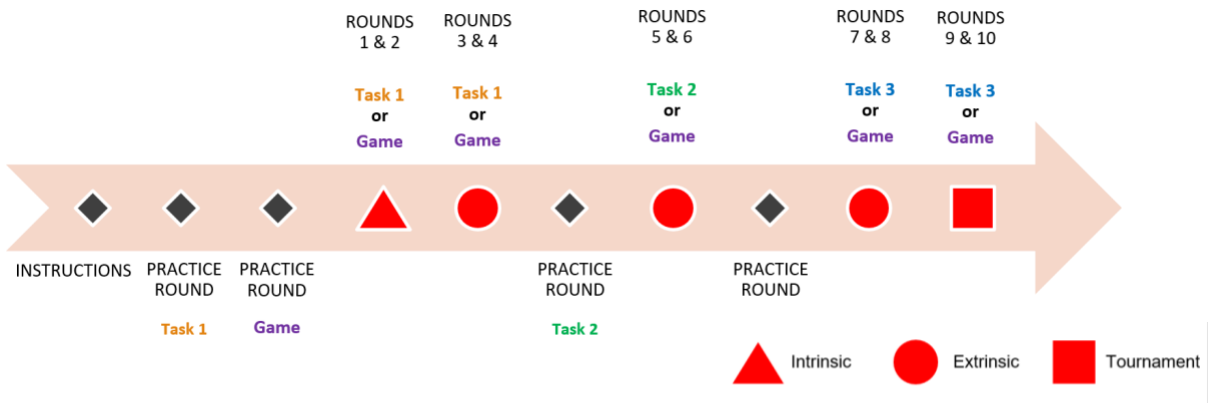 ROUNDS
1 & 2
ROUNDS
3 & 4
ROUNDS
5 & 6
ROUNDS
7 & 8
ROUNDS
9 & 10
Task 1
or
Game
Task 1
or
Game
Task 2
or
Game
Task 3
or
Game
Task 3
or
Game
INSTRUCTIONS
PRACTICE
ROUND
Task 1
PRACTICE
ROUND
Game
PRACTICE
ROUND
Task 2
PRACTICE
ROUND
Intrinsic
Extrinsic
Tournament